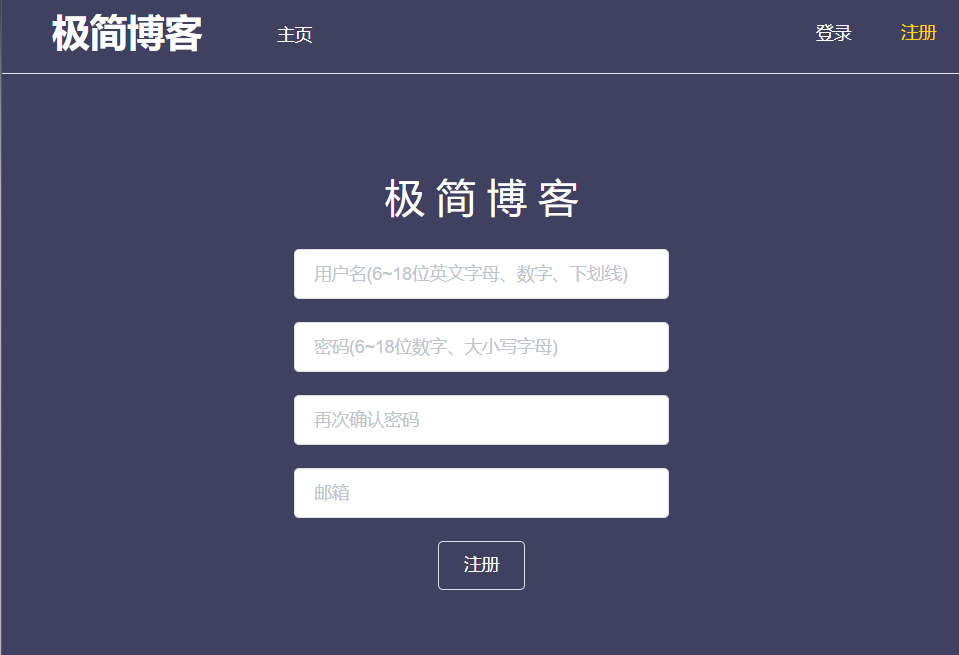 极简博客 主页 登录 注册
极简博客
用户名(6~18位英文字母、数字、下划线)
密码(6~18位数字、大小写字母)
再次确认密码
邮箱
注册